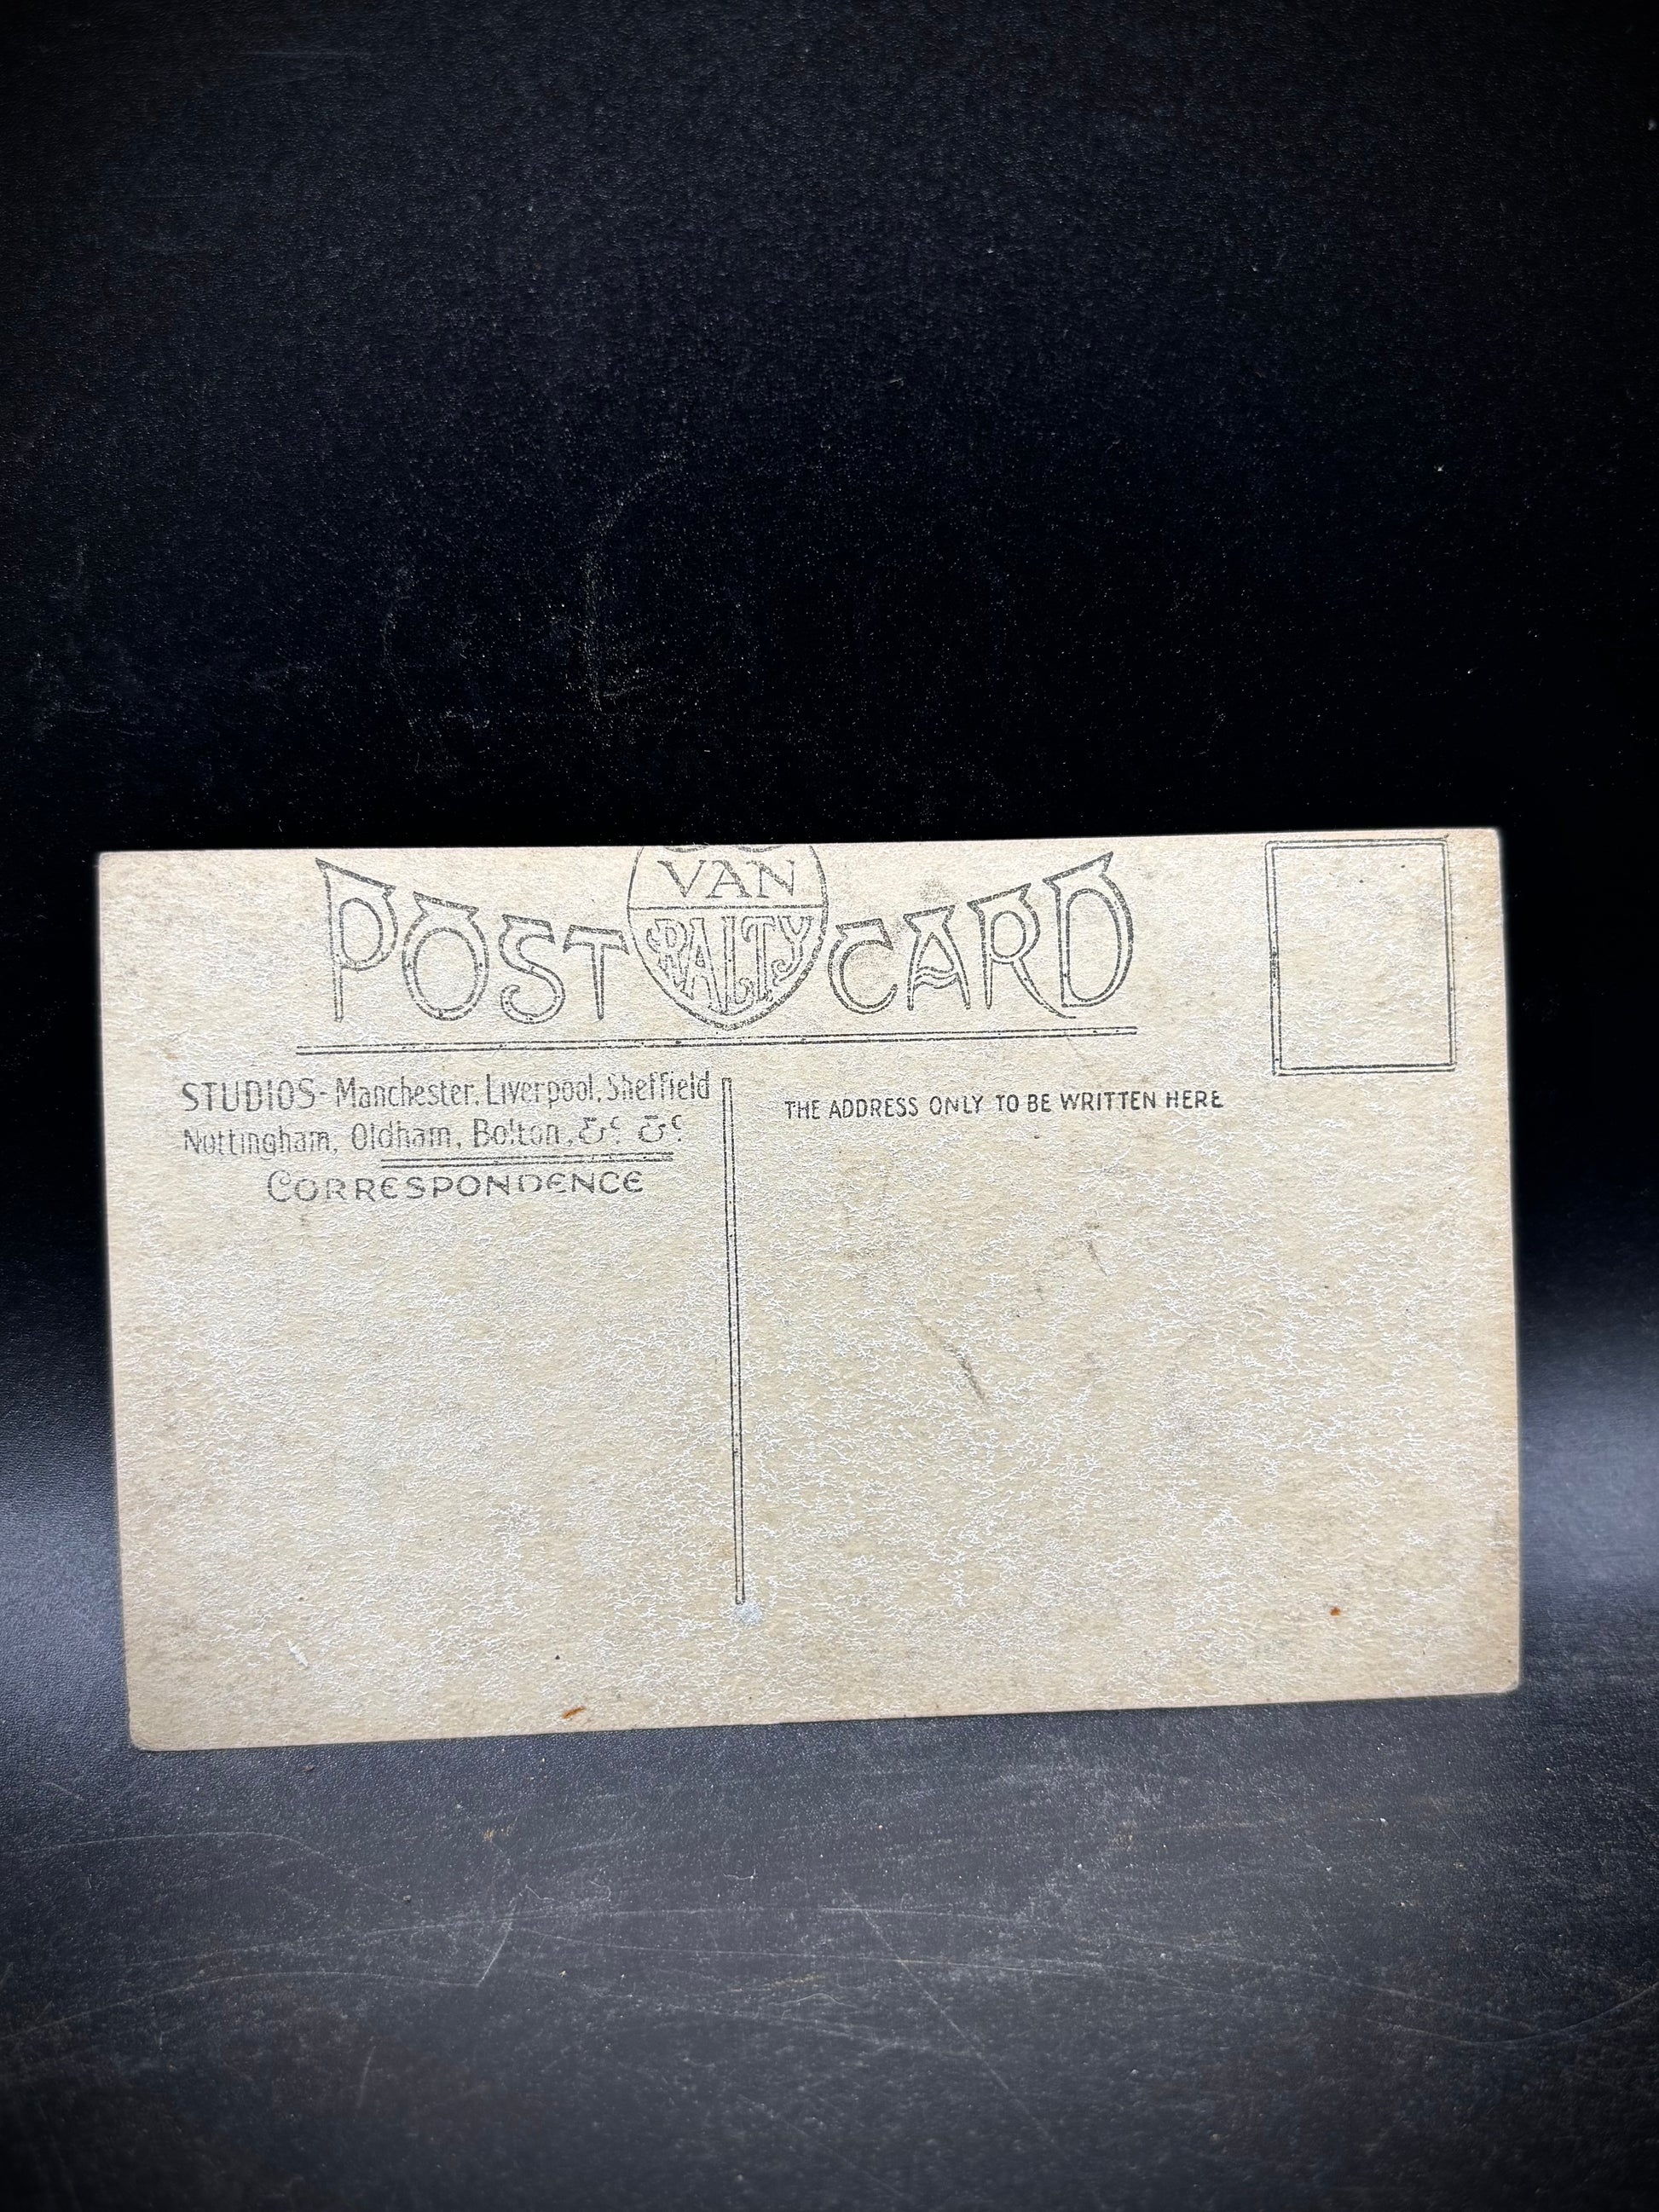 POST CARD
VAN
RALTY
STUDIOS- Manchester, Liverpool, Sheffield
Nottingham, Oldham, Bolton, &c. &c.
CORRESPONDENCE
THE ADDRESS ONLY TO BE WRITTEN HERE